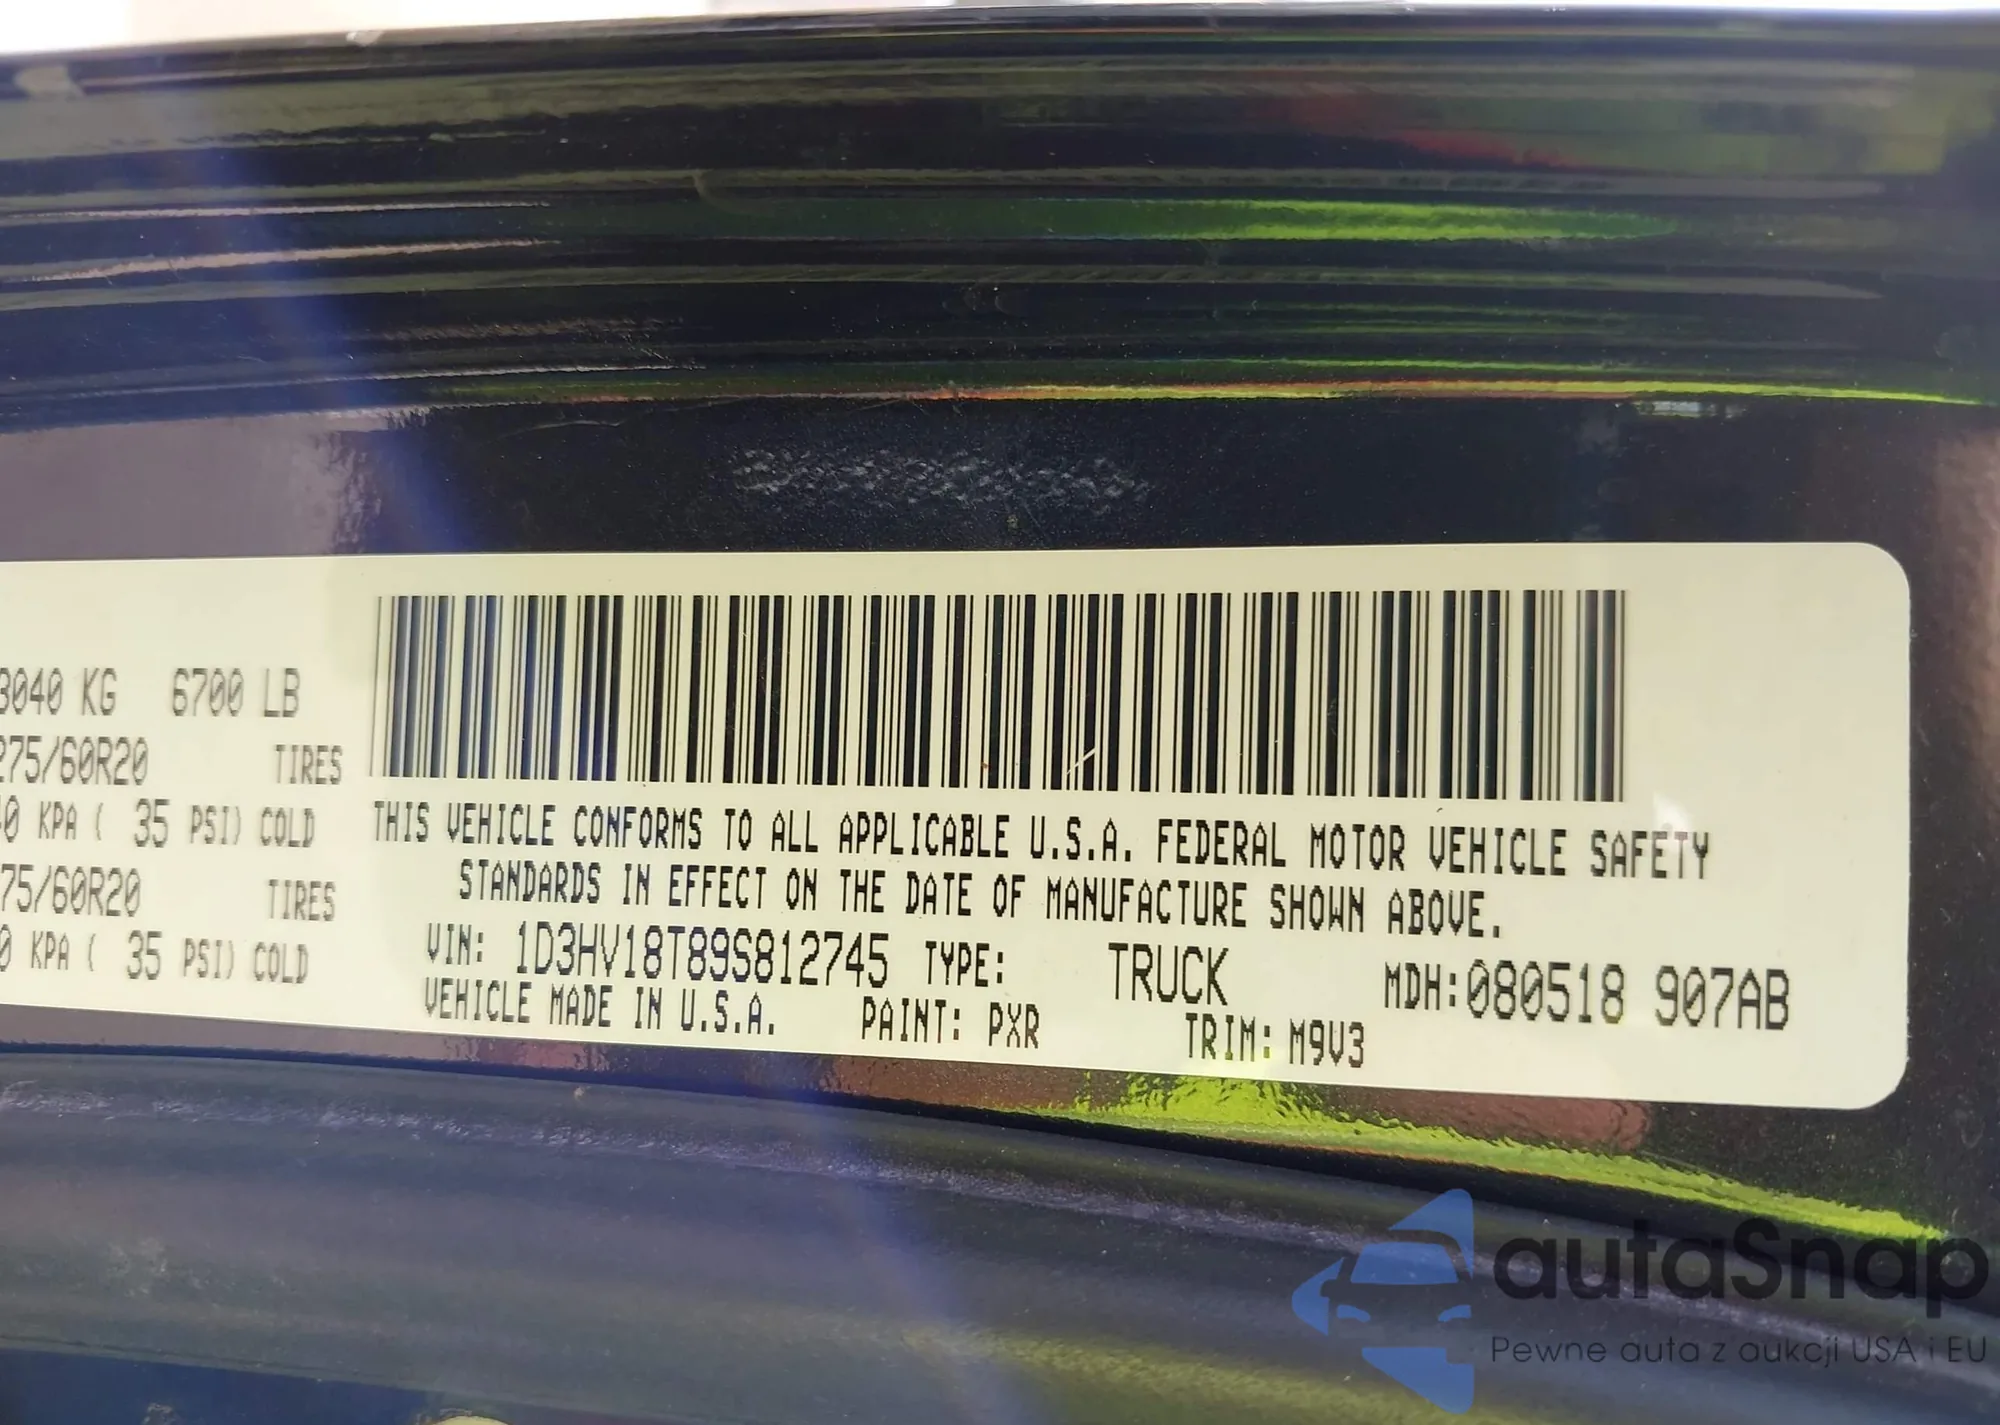 3040 KG 6700 LB
275/60R20 TIRES
40 KPA ( 35 PSI) COLD
75/60R20 TIRES
0 KPA ( 35 PSI) COLD
THIS VEHICLE CONFORMS TO ALL APPLICABLE U.S.A. FEDERAL MOTOR VEHICLE SAFETY
STANDARDS IN EFFECT ON THE DATE OF MANUFACTURE SHOWN ABOVE.
VIN: 1D3HV18T89S812745 TYPE: TRUCK MDH:080518 907AB
VEHICLE MADE IN U.S.A. PAINT: PXR TRIM: M9V3
autaSnap
Pewne auta z aukcji USA i EU